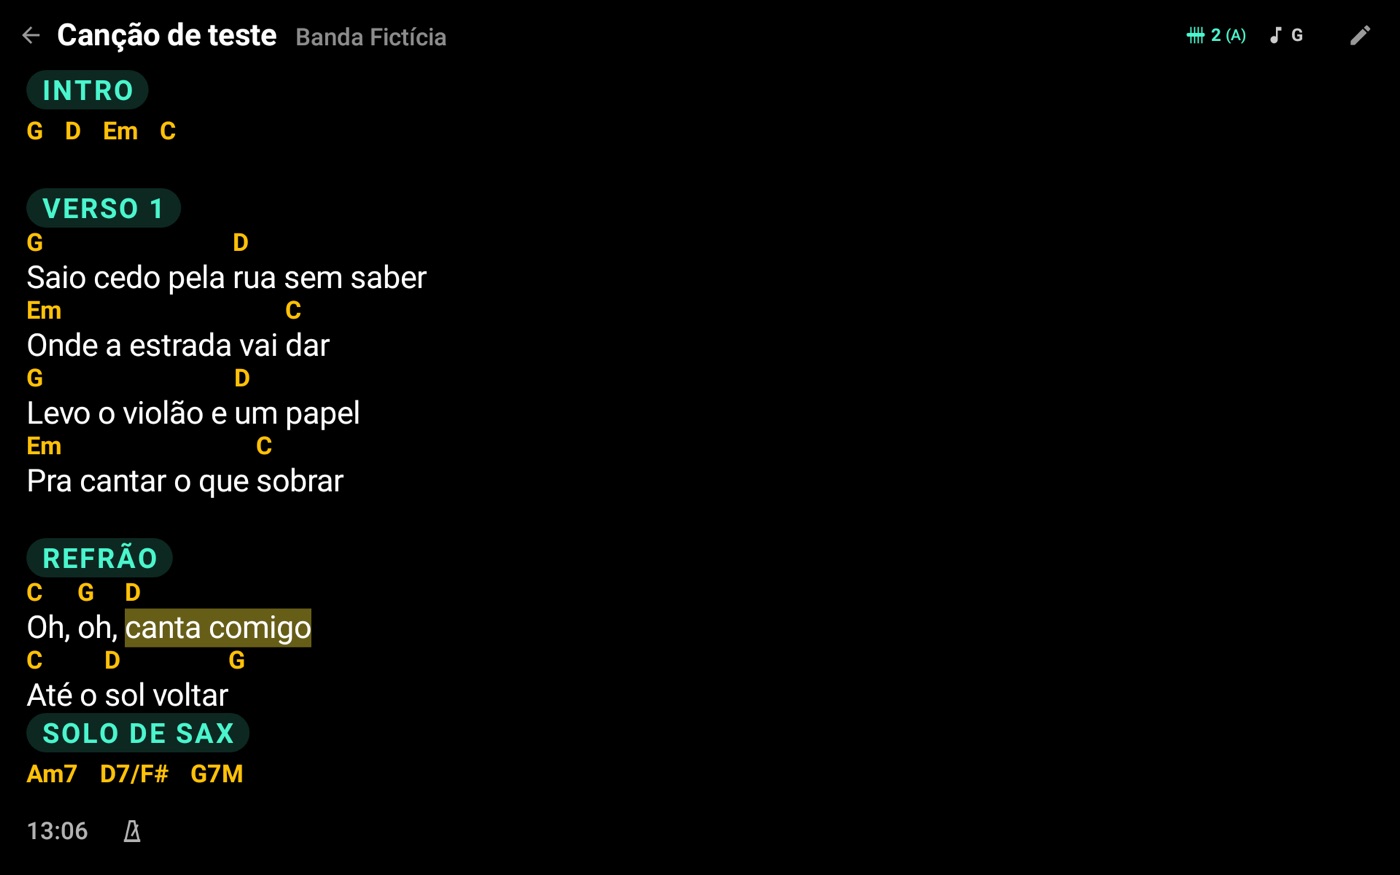 Canção de teste Banda Fictícia 2 (A) G
INTRO
G D Em C
VERSO 1
G D
Saio cedo pela rua sem saber
Em C
Onde a estrada vai dar
G D
Levo o violão e um papel
Em C
Pra cantar o que sobrar
REFRÃO
C G D
Oh, oh, canta comigo
C D G
Até o sol voltar
SOLO DE SAX
Am7 D7/F# G7M
13:06